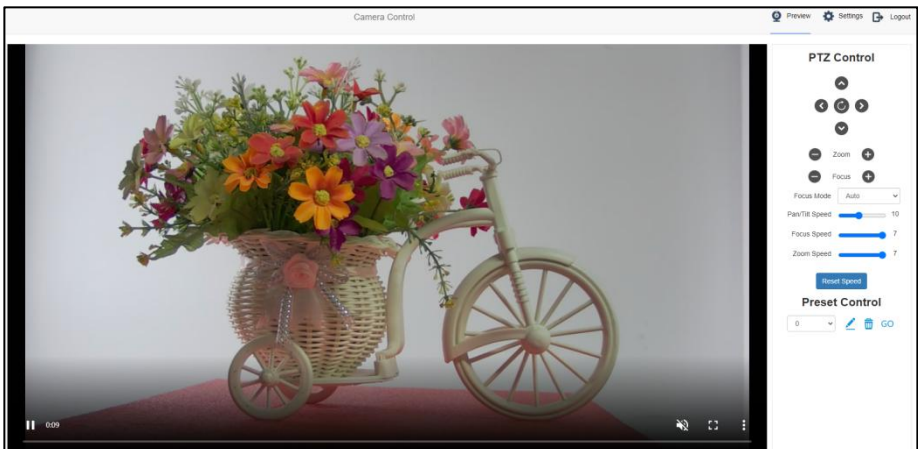 Camera Control
Preview Settings Logout
PTZ Control
Zoom
Focus
Focus Mode Auto
Pan/Tilt Speed 10
Focus Speed 7
Zoom Speed 7
Reset Speed
Preset Control
0 GO
0:09